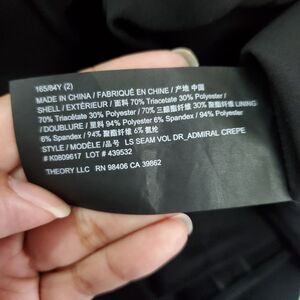 165/84Y (2)
MADE IN CHINA / FABRIQUÉ EN CHINE / 产地 中国
SHELL / EXTÉRIEUR / 面料 70% Triacetate 30% Polyester /
70% Triacétate 30% Polyester / 70% 三醋酯纤维 30% 聚酯纤维 LINING
/ DOUBLURE / 里料 94% Polyester 6% Spandex / 94% Polyester
6% Spandex / 94% 聚酯纤维 6% 氨纶
STYLE / MODÈLE / 品号 LS SEAM VOL DR_ADMIRAL CREPE
# K0809617 LOT # 439532
THEORY LLC RN 98406 CA 39862